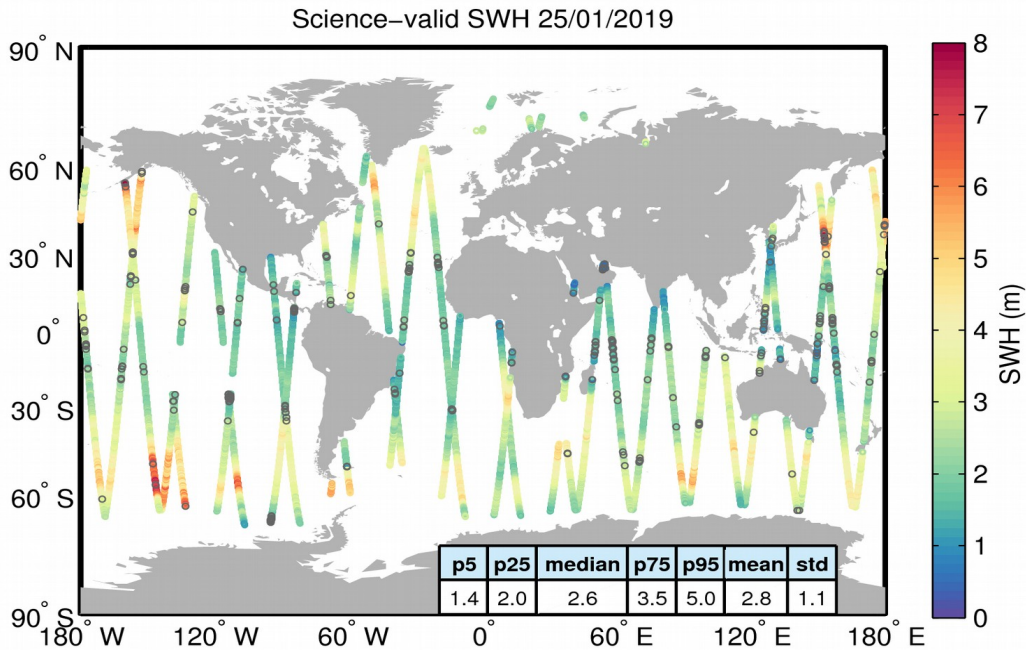 Science−valid SWH 25/01/2019
90° N
60° N
30° N
0°
30° S
60° S
90° S
180° W
120° W
60° W
0°
60° E
120° E
180° E
p5 p25 median p75 p95 mean std
1.4 2.0 2.6 3.5 5.0 2.8 1.1
8
7
6
5
4
3
2
1
0
SWH (m)